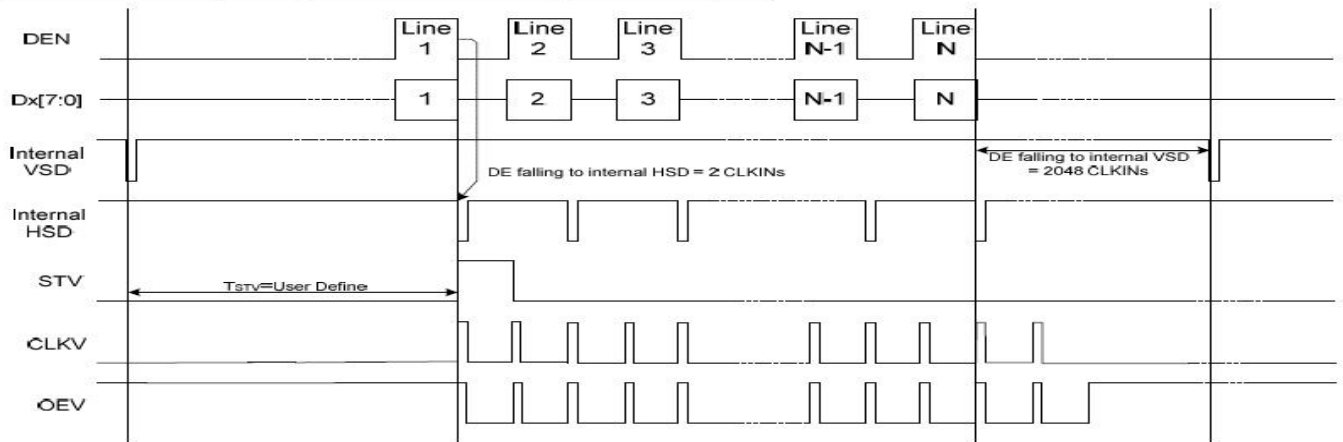 DEN
Line 1
Line 2
Line 3
Line N-1
Line N
Dx[7:0]
1
2
3
N-1
N
Internal VSD
DE falling to internal HSD = 2 CLKINs
DE falling to internal VSD = 2048 CLKINs
Internal HSD
STV
TSTV=User Define
CLKV
OEV